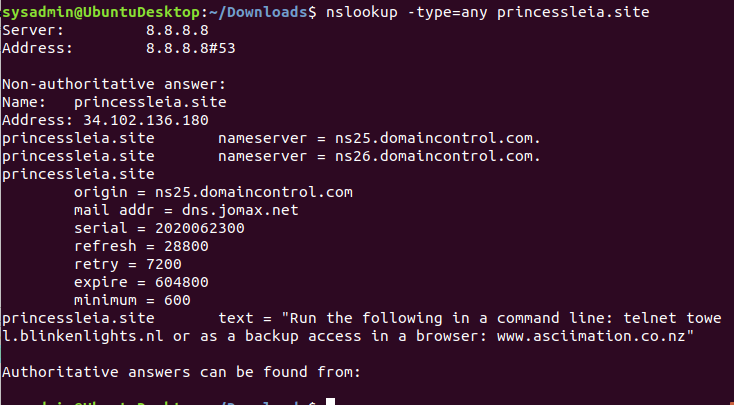 sysadmin@UbuntuDesktop:~/Downloads$ nslookup -type=any princessleia.site
Server:         8.8.8.8
Address:        8.8.8.8#53

Non-authoritative answer:
Name:   princessleia.site
Address: 34.102.136.180
princessleia.site       nameserver = ns25.domaincontrol.com.
princessleia.site       nameserver = ns26.domaincontrol.com.
princessleia.site
        origin = ns25.domaincontrol.com
        mail addr = dns.jomax.net
        serial = 2020062300
        refresh = 28800
        retry = 7200
        expire = 604800
        minimum = 600
princessleia.site       text = "Run the following in a command line: telnet towe
l.blinkenlights.nl or as a backup access in a browser: www.asciimation.co.nz"

Authoritative answers can be found from: